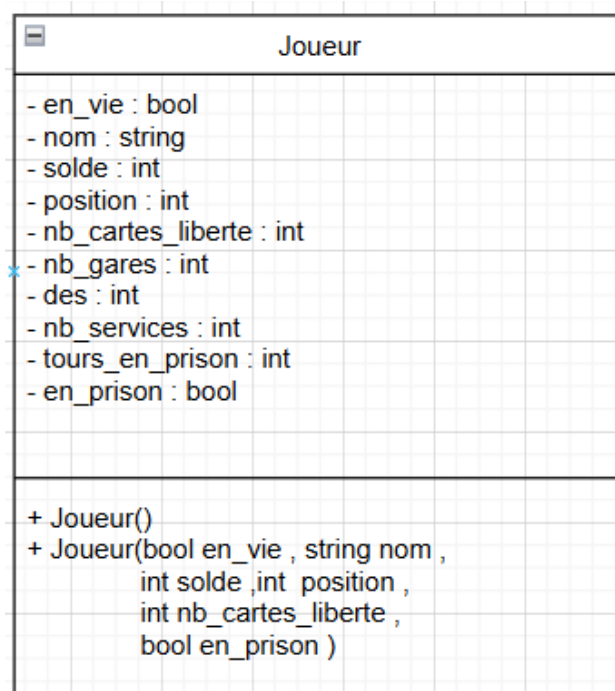 Joueur
- en_vie : bool
- nom : string
- solde : int
- position : int
- nb_cartes_liberte : int
- nb_gares : int
- des : int
- nb_services : int
- tours_en_prison : int
- en_prison : bool
+ Joueur()
+ Joueur(bool en_vie , string nom ,
int solde ,int position ,
int nb_cartes_liberte ,
bool en_prison )